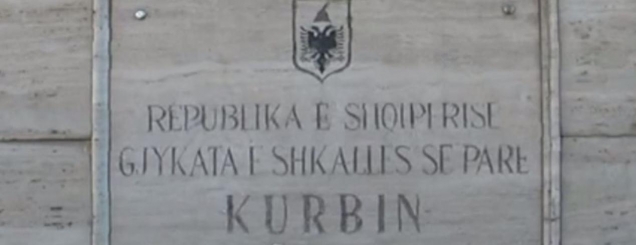 REPUBLIKA E SHQIPERISE
GJYKATA E SHKALLES SE PARE
KURBIN